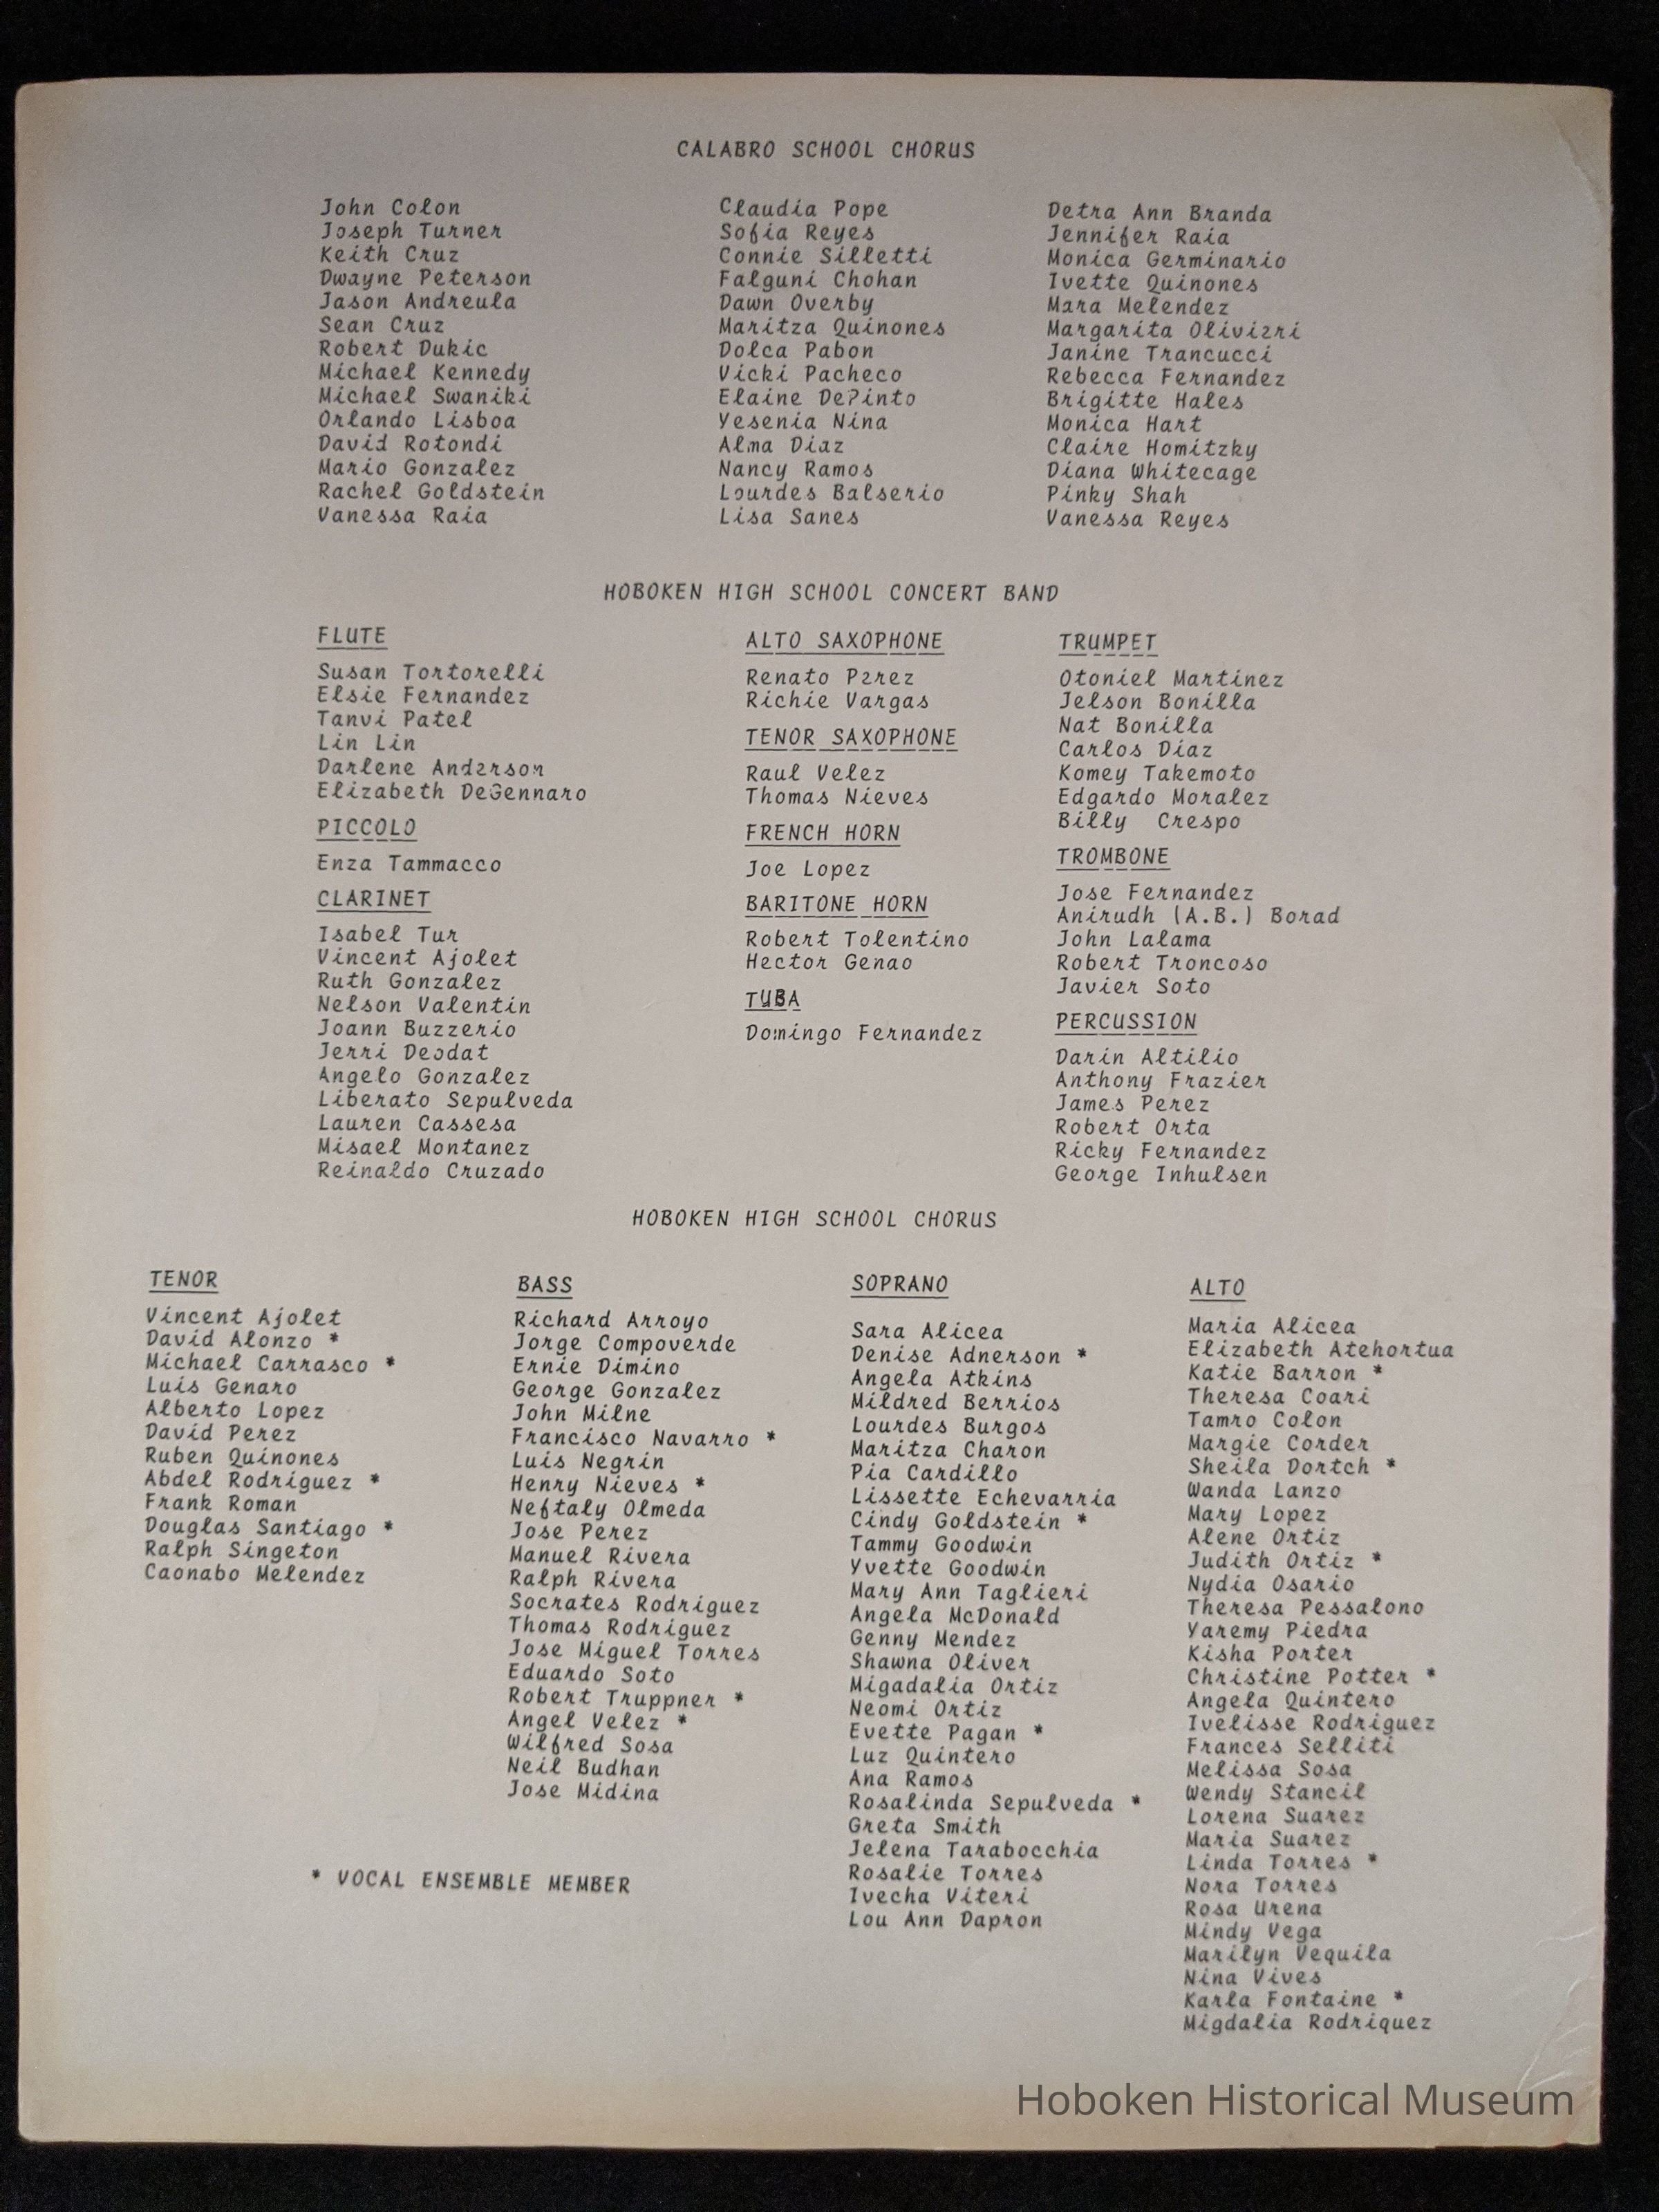 CALABRO SCHOOL CHORUS
John Colon
Joseph Turner
Keith Cruz
Dwayne Peterson
Jason Andreula
Sean Cruz
Robert Dukic
Michael Kennedy
Michael Swaniki
Orlando Lisboa
David Rotondi
Mario Gonzalez
Rachel Goldstein
Vanessa Raia
Claudia Pope
Sofia Reyes
Connie Silletti
Falguni Chohan
Dawn Overby
Maritza Quinones
Dolca Pabon
Vicki Pacheco
Elaine DePinto
Yesenia Nina
Alma Diaz
Nancy Ramos
Lourdes Balserio
Lisa Sanes
Detra Ann Branda
Jennifer Raia
Monica Germinario
Ivette Quinones
Mara Melendez
Margarita Olivieri
Janine Trancucci
Rebecca Fernandez
Brigitte Hales
Monica Hart
Claire Homitzky
Diana Whitecage
Pinky Shah
Vanessa Reyes
HOBOKEN HIGH SCHOOL CONCERT BAND
FLUTE
Susan Tortorelli
Elsie Fernandez
Tanvi Patel
Lin Lin
Darlene Anderson
Elizabeth DeGennaro
PICCOLO
Enza Tammacco
CLARINET
Isabel Tur
Vincent Ajolet
Ruth Gonzalez
Nelson Valentin
Joann Buzzerio
Jerri Deodat
Angelo Gonzalez
Liberato Sepulveda
Lauren Cassesa
Misael Montanez
Reinaldo Cruzado
ALTO SAXOPHONE
Renato Perez
Richie Vargas
TENOR SAXOPHONE
Raul Velez
Thomas Nieves
FRENCH HORN
Joe Lopez
BARITONE HORN
Robert Tolentino
Hector Genao
TUBA
Domingo Fernandez
TRUMPET
Otoniel Martinez
Jelson Bonilla
Nat Bonilla
Carlos Diaz
Komey Takemoto
Edgardo Moralez
Billy Crespo
TROMBONE
Jose Fernandez
Anirudh (A.B.) Borad
John Lalama
Robert Troncoso
Javier Soto
PERCUSSION
Darin Altilio
Anthony Frazier
James Perez
Robert Orta
Ricky Fernandez
George Inhulsen
HOBOKEN HIGH SCHOOL CHORUS
TENOR
Vincent Ajolet
David Alonzo *
Michael Carrasco *
Luis Genaro
Alberto Lopez
David Perez
Ruben Quinones
Abdel Rodriguez *
Frank Roman
Douglas Santiago *
Ralph Singeton
Caonabo Melendez
BASS
Richard Arroyo
Jorge Compoverde
Ernie Dimino
George Gonzalez
John Milne
Francisco Navarro *
Luis Negrin
Henry Nieves *
Neftaly Olmeda
Jose Perez
Manuel Rivera
Ralph Rivera
Socrates Rodriguez
Thomas Rodriguez
Jose Miguel Torres
Eduardo Soto
Robert Truppner *
Angel Velez *
Wilfred Sosa
Neil Budhan
Jose Midina
SOPRANO
Sara Alicea
Denise Adnerson *
Angela Atkins
Mildred Berrios
Lourdes Burgos
Maritza Charon
Pia Cardillo
Lissette Echevarria
Cindy Goldstein *
Tammy Goodwin
Yvette Goodwin
Mary Ann Taglieri
Angela McDonald
Genny Mendez
Shawna Oliver
Migadalia Ortiz
Neomi Ortiz
Evette Pagan *
Luz Quintero
Ana Ramos
Rosalinda Sepulveda *
Greta Smith
Jelena Tarabocchia
Rosalie Torres
Ivecha Viteri
Lou Ann Dapron
ALTO
Maria Alicea
Elizabeth Atehortua
Katie Barron *
Theresa Coari
Tamro Colon
Margie Corder
Sheila Dortch *
Wanda Lanzo
Mary Lopez
Alene Ortiz
Judith Ortiz *
Nydia Osario
Theresa Pessalono
Yaremy Piedra
Kisha Porter
Christine Potter *
Angela Quintero
Ivelisse Rodriguez
Frances Selliti
Melissa Sosa
Wendy Stancil
Lorena Suarez
Maria Suarez
Linda Torres *
Nora Torres
Rosa Urena
Mindy Vega
Marilyn Vequila
Nina Vives
Karla Fontaine *
Migdalia Rodriquez
* VOCAL ENSEMBLE MEMBER
Hoboken Historical Museum